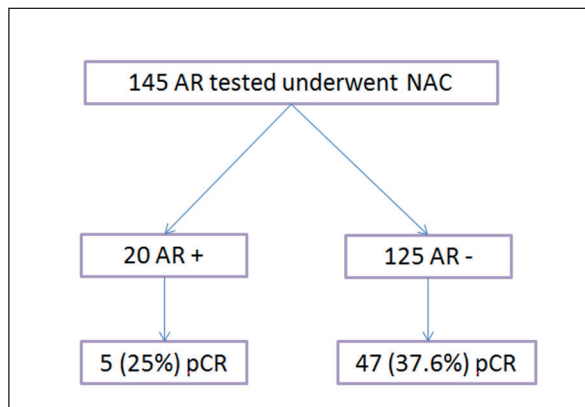 145 AR tested underwent NAC
20 AR +
125 AR -
5 (25%) pCR
47 (37.6%) pCR